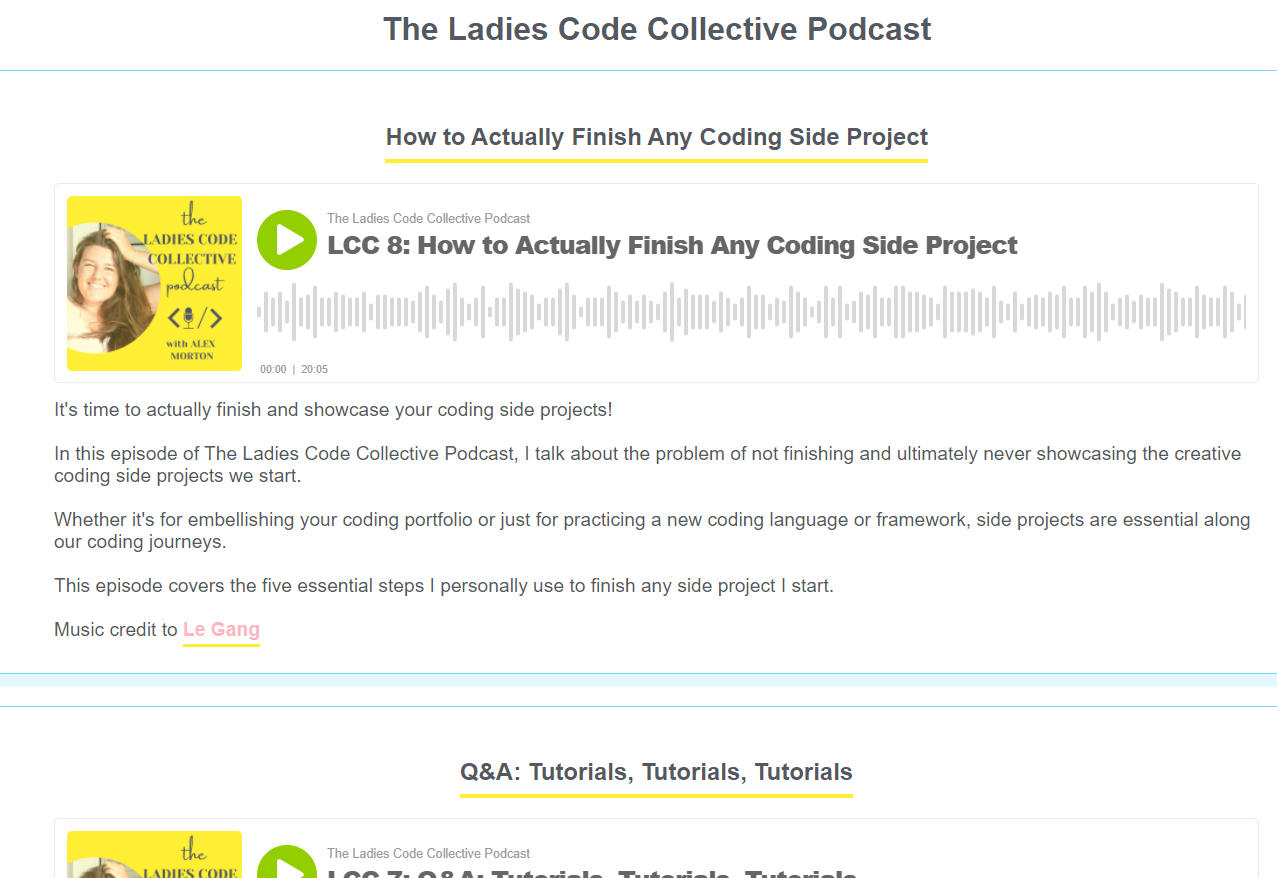 The Ladies Code Collective Podcast
How to Actually Finish Any Coding Side Project
the
LADIES CODE
COLLECTIVE
podcast
with ALEX
MORTON
The Ladies Code Collective Podcast
LCC 8: How to Actually Finish Any Coding Side Project
00:00 | 20:05
It's time to actually finish and showcase your coding side projects!
In this episode of The Ladies Code Collective Podcast, I talk about the problem of not finishing and ultimately never showcasing the creative
coding side projects we start.
Whether it's for embellishing your coding portfolio or just for practicing a new coding language or framework, side projects are essential along
our coding journeys.
This episode covers the five essential steps I personally use to finish any side project I start.
Music credit to Le Gang
Q&A: Tutorials, Tutorials, Tutorials
the
LADIES CODE
The Ladies Code Collective Podcast
LCC 7: Q&A: Tutorials, Tutorials, Tutorials